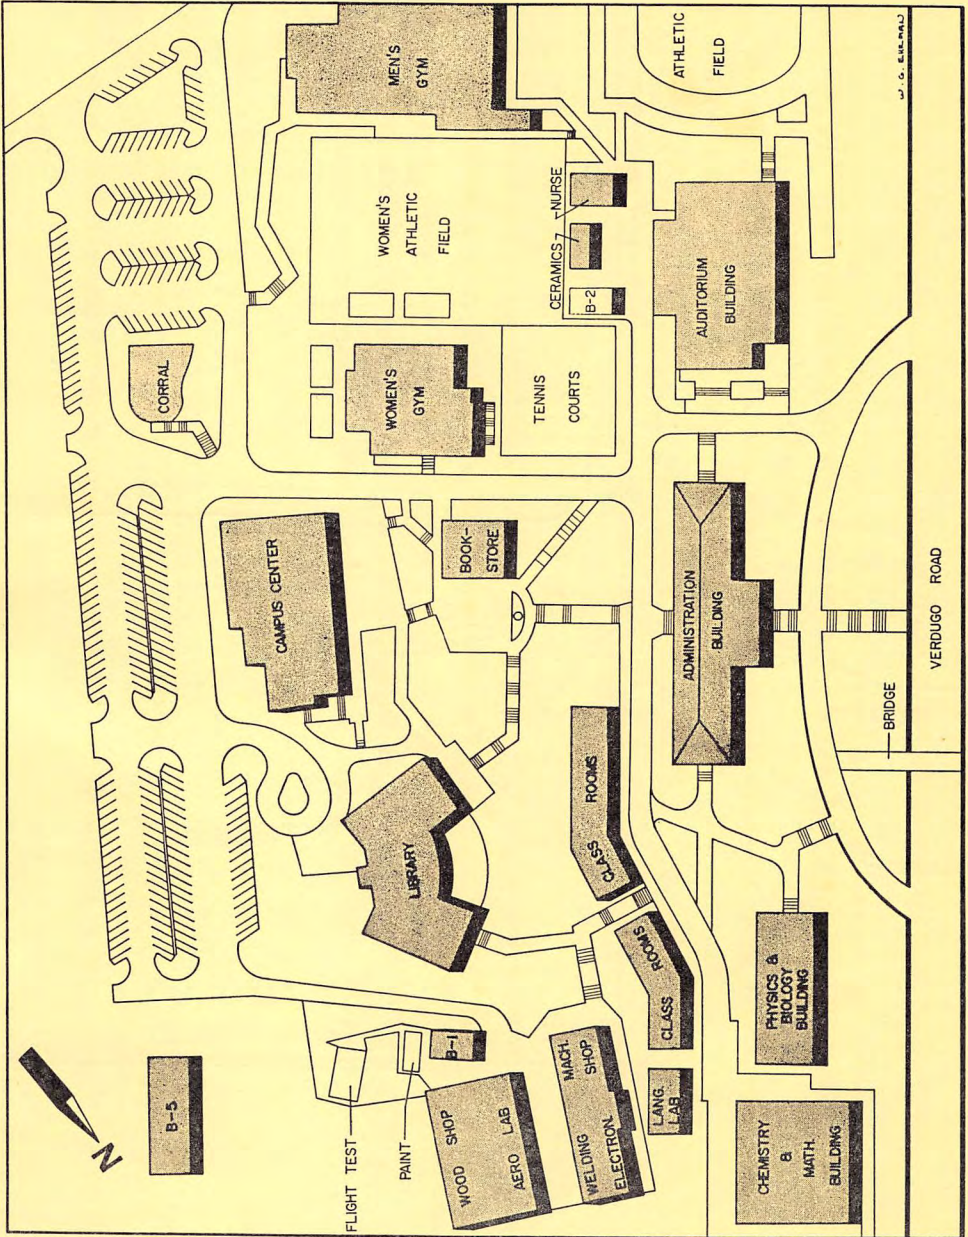 MEN'S
GYM
ATHLETIC
FIELD
WOMEN'S
ATHLETIC
FIELD
NURSE
CERAMICS
B-2
AUDITORIUM
BUILDING
CORRAL
WOMEN'S
GYM
TENNIS
COURTS
CAMPUS CENTER
BOOK-
STORE
ADMINISTRATION
BUILDING
VERDUGO ROAD
BRIDGE
LIBRARY
CLASS ROOMS
CLASS ROOMS
PHYSICS &
BIOLOGY
BUILDING
B-5
N
FLIGHT TEST
PAINT
B-1
WOOD SHOP
AERO LAB
MACH.
SHOP
WELDING
ELECTRON.
LANG.
LAB
CHEMISTRY
&
MATH.
BUILDING